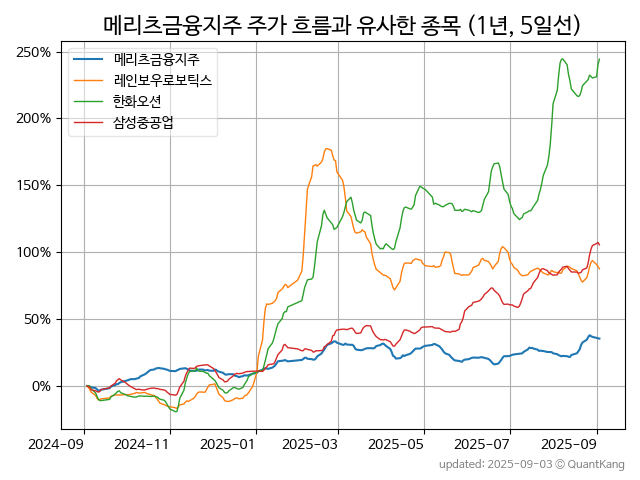 메리츠금융지주 주가 흐름과 유사한 종목 (1년, 5일선)
250%
200%
150%
100%
50%
0%
메리츠금융지주
레인보우로보틱스
한화오션
삼성중공업
2024-09 2024-11 2025-01 2025-03 2025-05 2025-07 2025-09
updated: 2025-09-03 © QuantKang